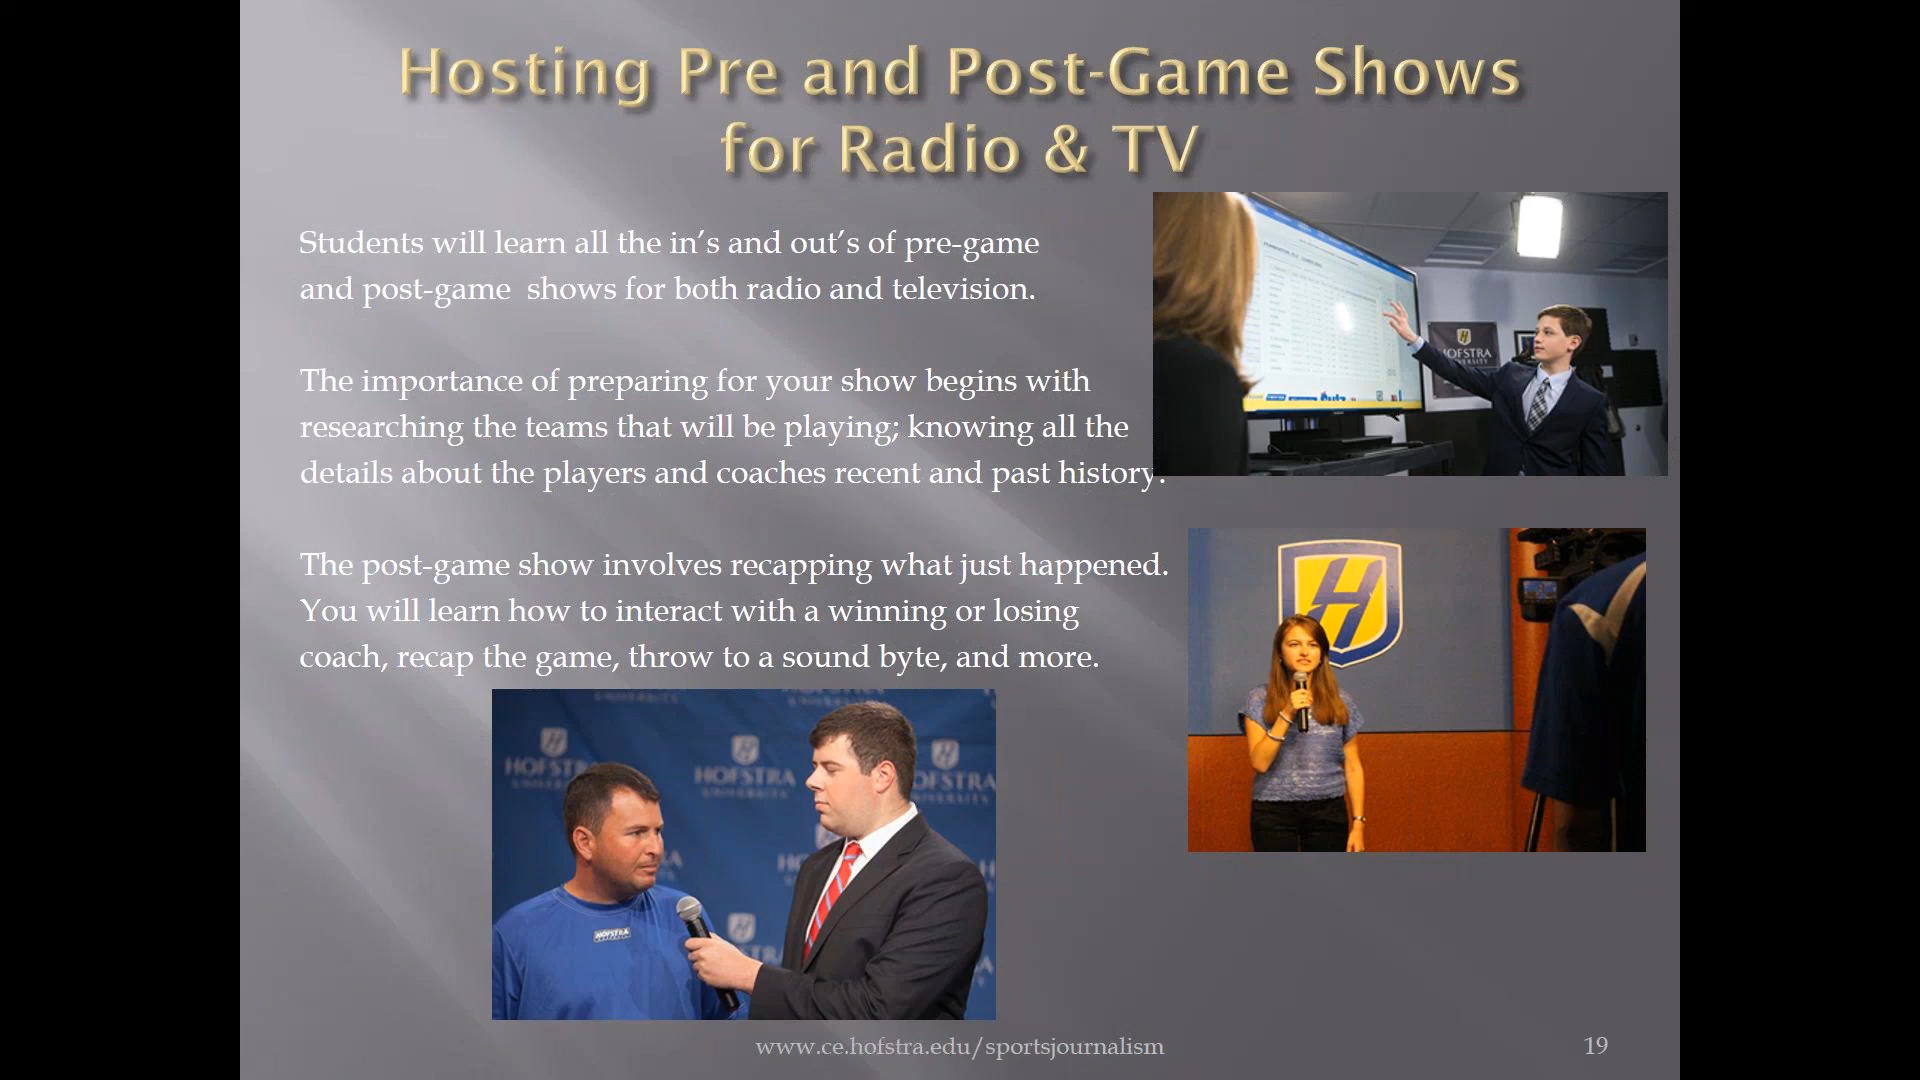 Hosting Pre and Post-Game Shows
for Radio & TV
Students will learn all the in’s and out’s of pre-game
and post-game  shows for both radio and television.
The importance of preparing for your show begins with
researching the teams that will be playing; knowing all the
details about the players and coaches recent and past history.
The post-game show involves recapping what just happened.
You will learn how to interact with a winning or losing
coach, recap the game, throw to a sound byte, and more.
HOFSTRA
UNIVERSITY
H
HOFSTRA
UNIVERSITY
HOFSTRA
www.ce.hofstra.edu/sportsjournalism
19